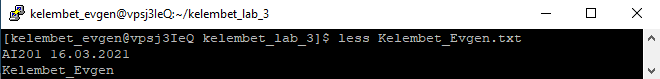 kelembet_evgen@vpsj3IeQ:~/kelembet_lab_3
[kelembet_evgen@vpsj3IeQ kelembet_lab_3]$ less Kelembet_Evgen.txt
AI201 16.03.2021
Kelembet_Evgen